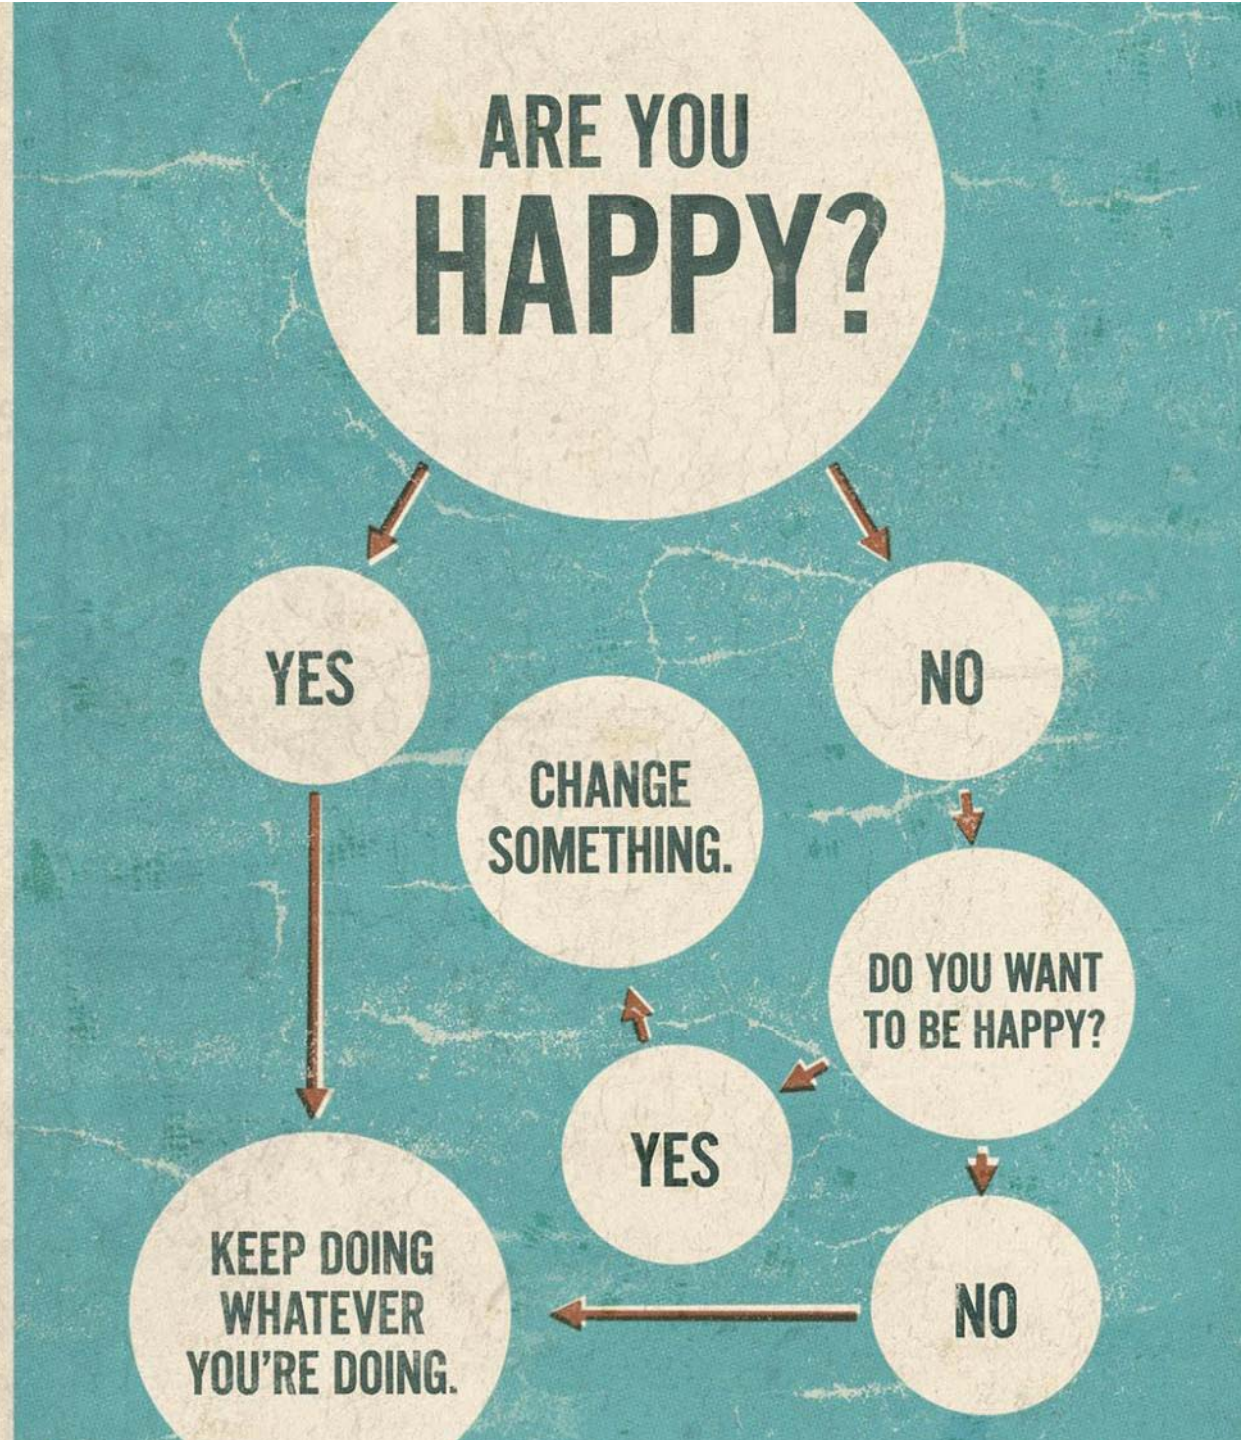 ARE YOU
HAPPY?
YES
NO
CHANGE
SOMETHING.
DO YOU WANT
TO BE HAPPY?
YES
NO
KEEP DOING
WHATEVER
YOU'RE DOING.